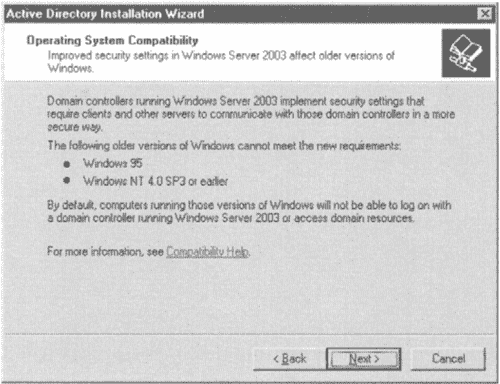 Active Directory Installation Wizard
Operating System Compatibility
Improved security settings in Windows Server 2003 affect older versions of
Windows.
Domain controllers running Windows Server 2003 implement security settings that
require clients and other servers to communicate with those domain controllers in a more
secure way.
The following older versions of Windows cannot meet the new requirements:
● Windows 95
● Windows NT 4.0 SP3 or earlier
By default, computers running those versions of Windows will not be able to log on with
a domain controller running Windows Server 2003 or access domain resources.
For more information, see Compatibility Help.
< Back Next > Cancel